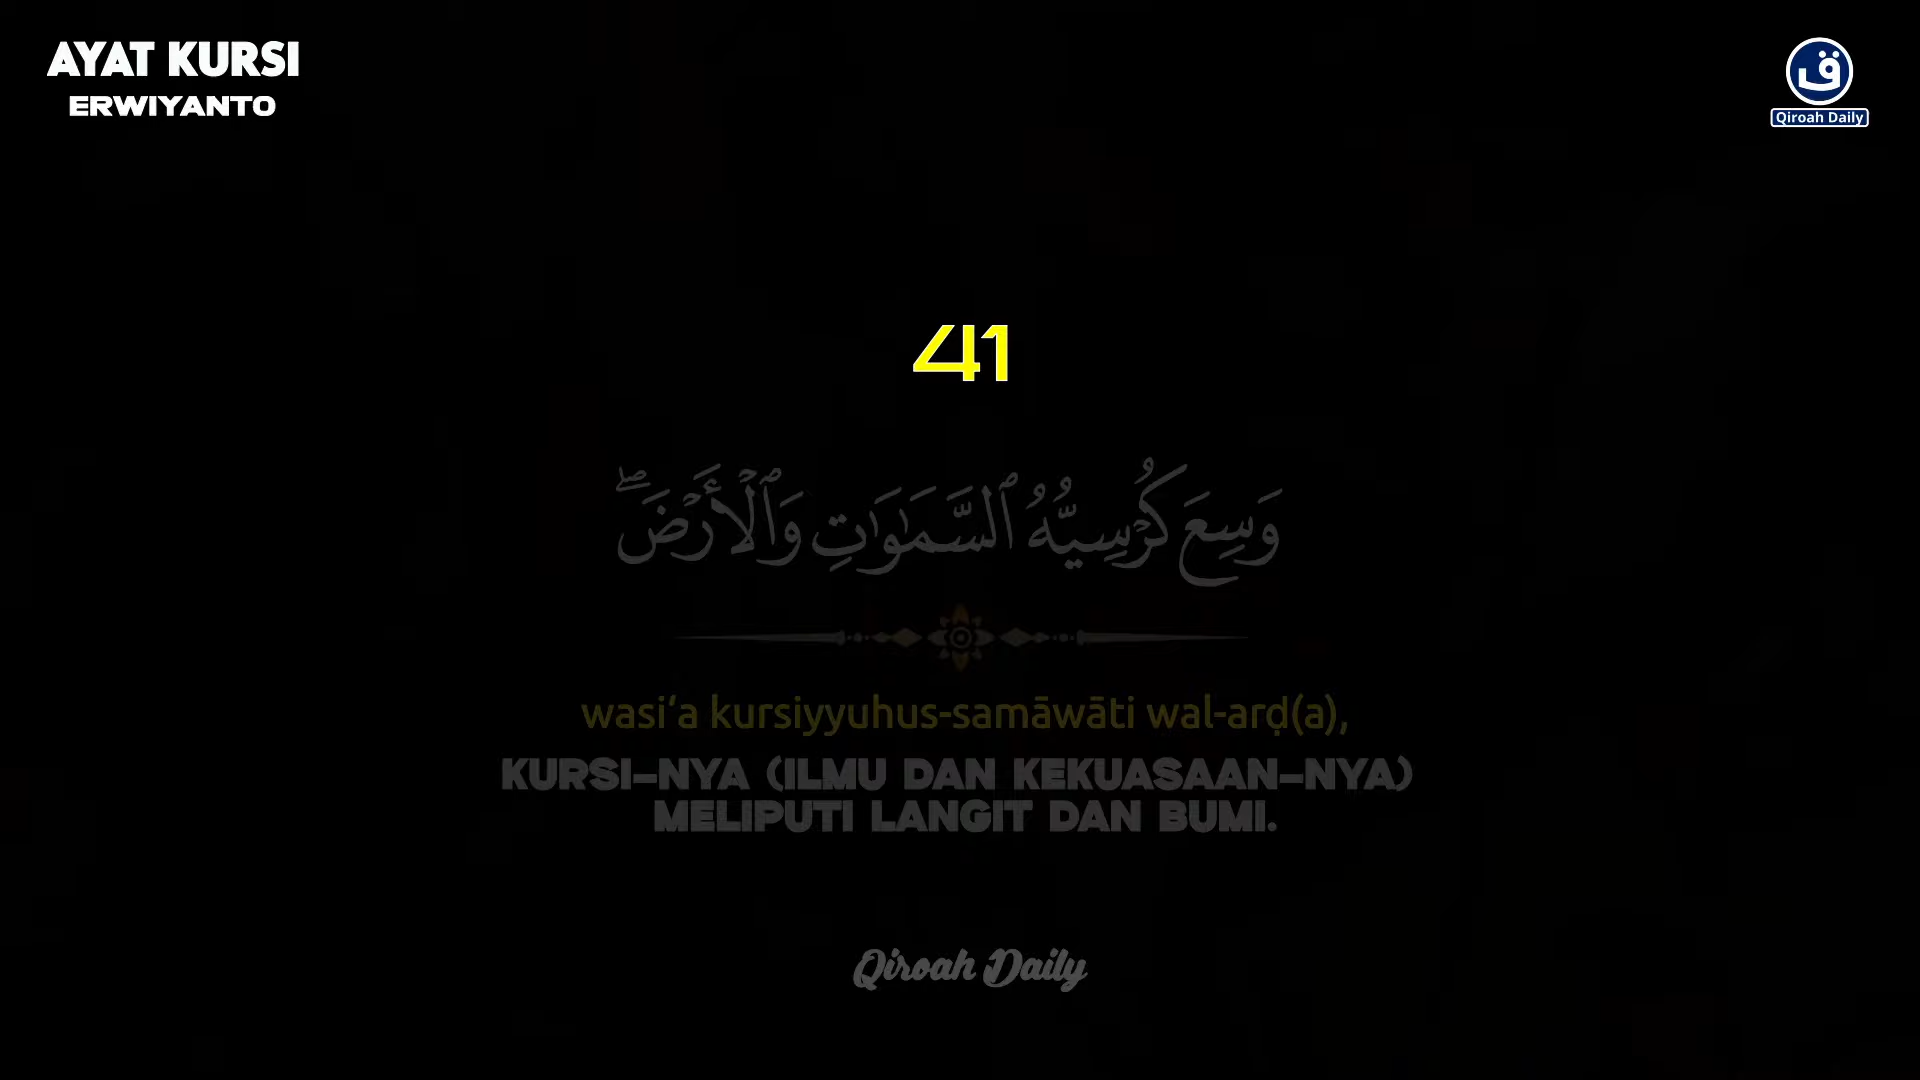 AYAT KURSI
ERWIYANTO
ق
Qiroah Daily
41
وَسِعَ كُرْسِيُّهُ ٱلسَّمَٰوَٰتِ وَٱلْأَرْضَ ۖ
wasi‘a kursiyyuhus-samāwāti wal-arḍ(a),
KURSI-NYA (ILMU DAN KEKUASAAN-NYA)
MELIPUTI LANGIT DAN BUMI.
Qiroah Daily